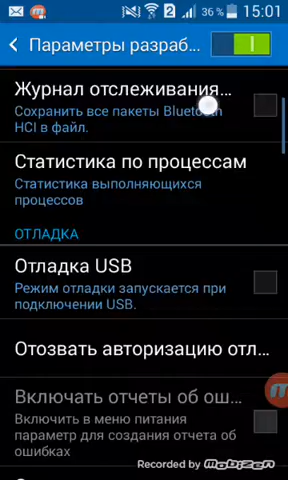 2 36% 15:01
Параметры разраб...
Журнал отслеживания...
Сохранить все пакеты Bluetooth
HCI в файл.
Статистика по процессам
Статистика выполняющихся
процессов
ОТЛАДКА
Отладка USB
Режим отладки запускается при
подключении USB.
Отозвать авторизацию отл...
Включать отчеты об ош...
Включить в меню питания
параметр для создания отчета об
ошибках
Recorded by Mobizen